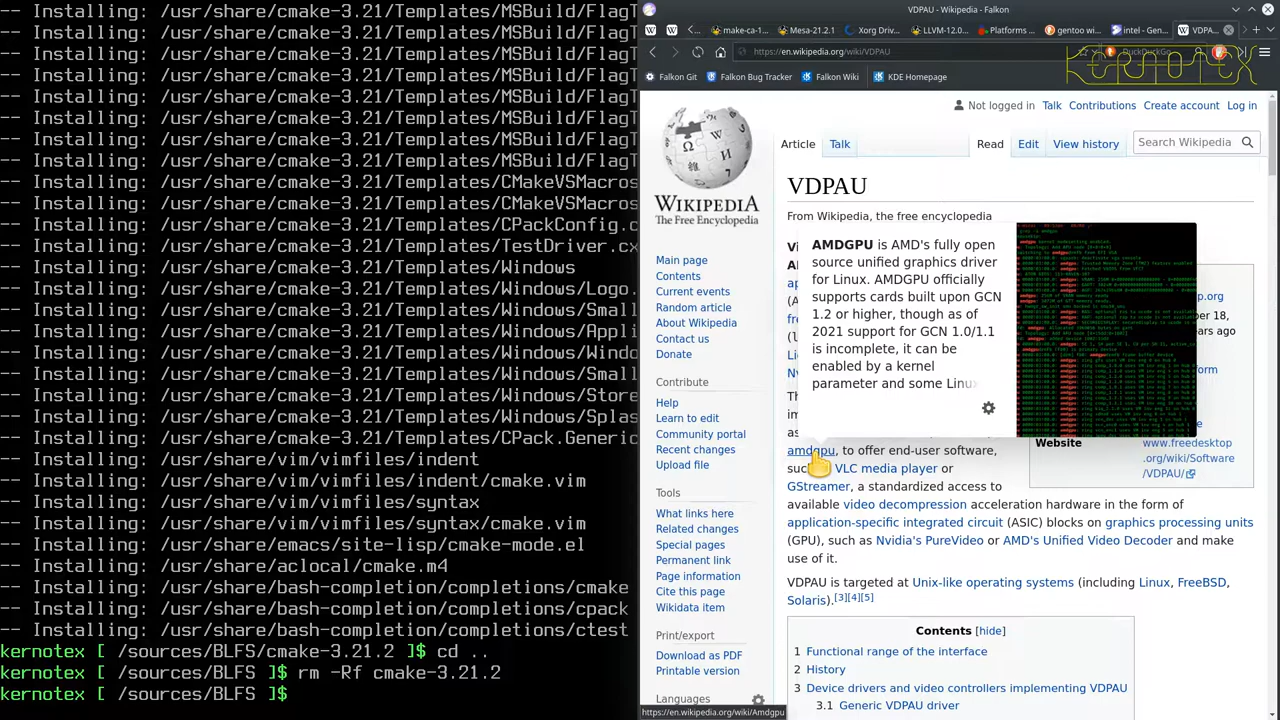 -- Installing: /usr/share/cmake-3.21/Templates/MSBuild/FlagT
-- Installing: /usr/share/cmake-3.21/Templates/MSBuild/FlagT
-- Installing: /usr/share/cmake-3.21/Templates/MSBuild/FlagT
-- Installing: /usr/share/cmake-3.21/Templates/MSBuild/FlagT
-- Installing: /usr/share/cmake-3.21/Templates/MSBuild/FlagT
-- Installing: /usr/share/cmake-3.21/Templates/MSBuild/FlagT
-- Installing: /usr/share/cmake-3.21/Templates/MSBuild/FlagT
-- Installing: /usr/share/cmake-3.21/Templates/MSBuild/FlagT
-- Installing: /usr/share/cmake-3.21/Templates/CMakeVSMacros
-- Installing: /usr/share/cmake-3.21/Templates/CMakeVSMacros
-- Installing: /usr/share/cmake-3.21/Templates/CPackConfig.c
-- Installing: /usr/share/cmake-3.21/Templates/TestDriver.cx
-- Installing: /usr/share/cmake-3.21/Templates/Windows
-- Installing: /usr/share/cmake-3.21/Templates/Windows/Windo
-- Installing: /usr/share/cmake-3.21/Templates/Windows/Small
-- Installing: /usr/share/cmake-3.21/Templates/Windows/Appli
-- Installing: /usr/share/cmake-3.21/Templates/Windows/Small
-- Installing: /usr/share/cmake-3.21/Templates/Windows/Store
-- Installing: /usr/share/cmake-3.21/Templates/Windows/Splas
-- Installing: /usr/share/cmake-3.21/Templates/CPack.Generic
-- Installing: /usr/share/vim/vimfiles/indent
-- Installing: /usr/share/vim/vimfiles/indent/cmake.vim
-- Installing: /usr/share/vim/vimfiles/syntax
-- Installing: /usr/share/vim/vimfiles/syntax/cmake.vim
-- Installing: /usr/share/emacs/site-lisp/cmake-mode.el
-- Installing: /usr/share/aclocal/cmake.m4
-- Installing: /usr/share/bash-completion/completions/cmake
-- Installing: /usr/share/bash-completion/completions/cpack
-- Installing: /usr/share/bash-completion/completions/ctest
kernotex [ /sources/BLFS/cmake-3.21.2 ]$ cd ..
kernotex [ /sources/BLFS ]$ rm -Rf cmake-3.21.2
kernotex [ /sources/BLFS ]$
VDPAU - Wikipedia - Falkon
make-ca-1... Mesa-21.2.1 Xorg Driv... LLVM-12.0... Platforms ... gentoo wi... intel - Gen... VDPA...
https://en.wikipedia.org/wiki/VDPAU
DuckDuckGo
KERNOTEX
Falkon Git Falkon Bug Tracker Falkon Wiki KDE Homepage
Not logged in Talk Contributions Create account Log in
Article Talk Read Edit View history Search Wikipedia
WIKIPEDIA
The Free Encyclopedia
Main page
Contents
Current events
Random article
About Wikipedia
Contact us
Donate
Contribute
Help
Learn to edit
Community portal
Recent changes
Upload file
Tools
What links here
Related changes
Special pages
Permanent link
Page information
Cite this page
Wikidata item
Print/export
Download as PDF
Printable version
Languages
VDPAU
From Wikipedia, the free encyclopedia
AMDGPU is AMD's fully open
source unified graphics driver
officially
supports cards built upon GCN
1.2 or higher, though as of
GCN 1.0/1.1
it can be
enabled by a kernel
some Linux
p.org
er 18,
ars ago
orm
Website www.freedesktop
.org/wiki/Software
/VDPAU/
amdgpu, to offer end-user software,
such VLC media player or
GStreamer, a standardized access to
available video decompression acceleration hardware in the form of
application-specific integrated circuit (ASIC) blocks on graphics processing units
(GPU), such as Nvidia's PureVideo or AMD's Unified Video Decoder and make
use of it.
VDPAU is targeted at Unix-like operating systems (including Linux, FreeBSD,
Solaris).[3][4][5]
Contents [hide]
1 Functional range of the interface
2 History
3 Device drivers and video controllers implementing VDPAU
3.1 Generic VDPAU driver
https://en.wikipedia.org/wiki/Amdgpu